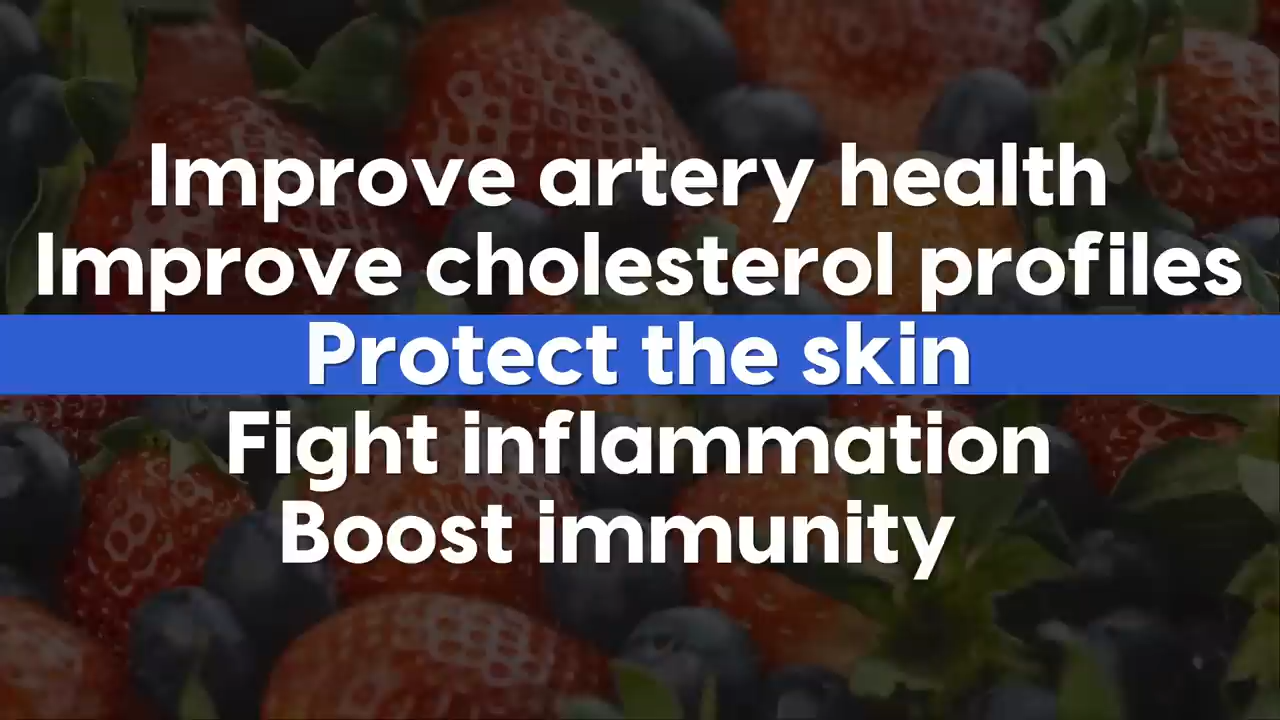 Improve artery health
Improve cholesterol profiles
Protect the skin
Fight inflammation
Boost immunity